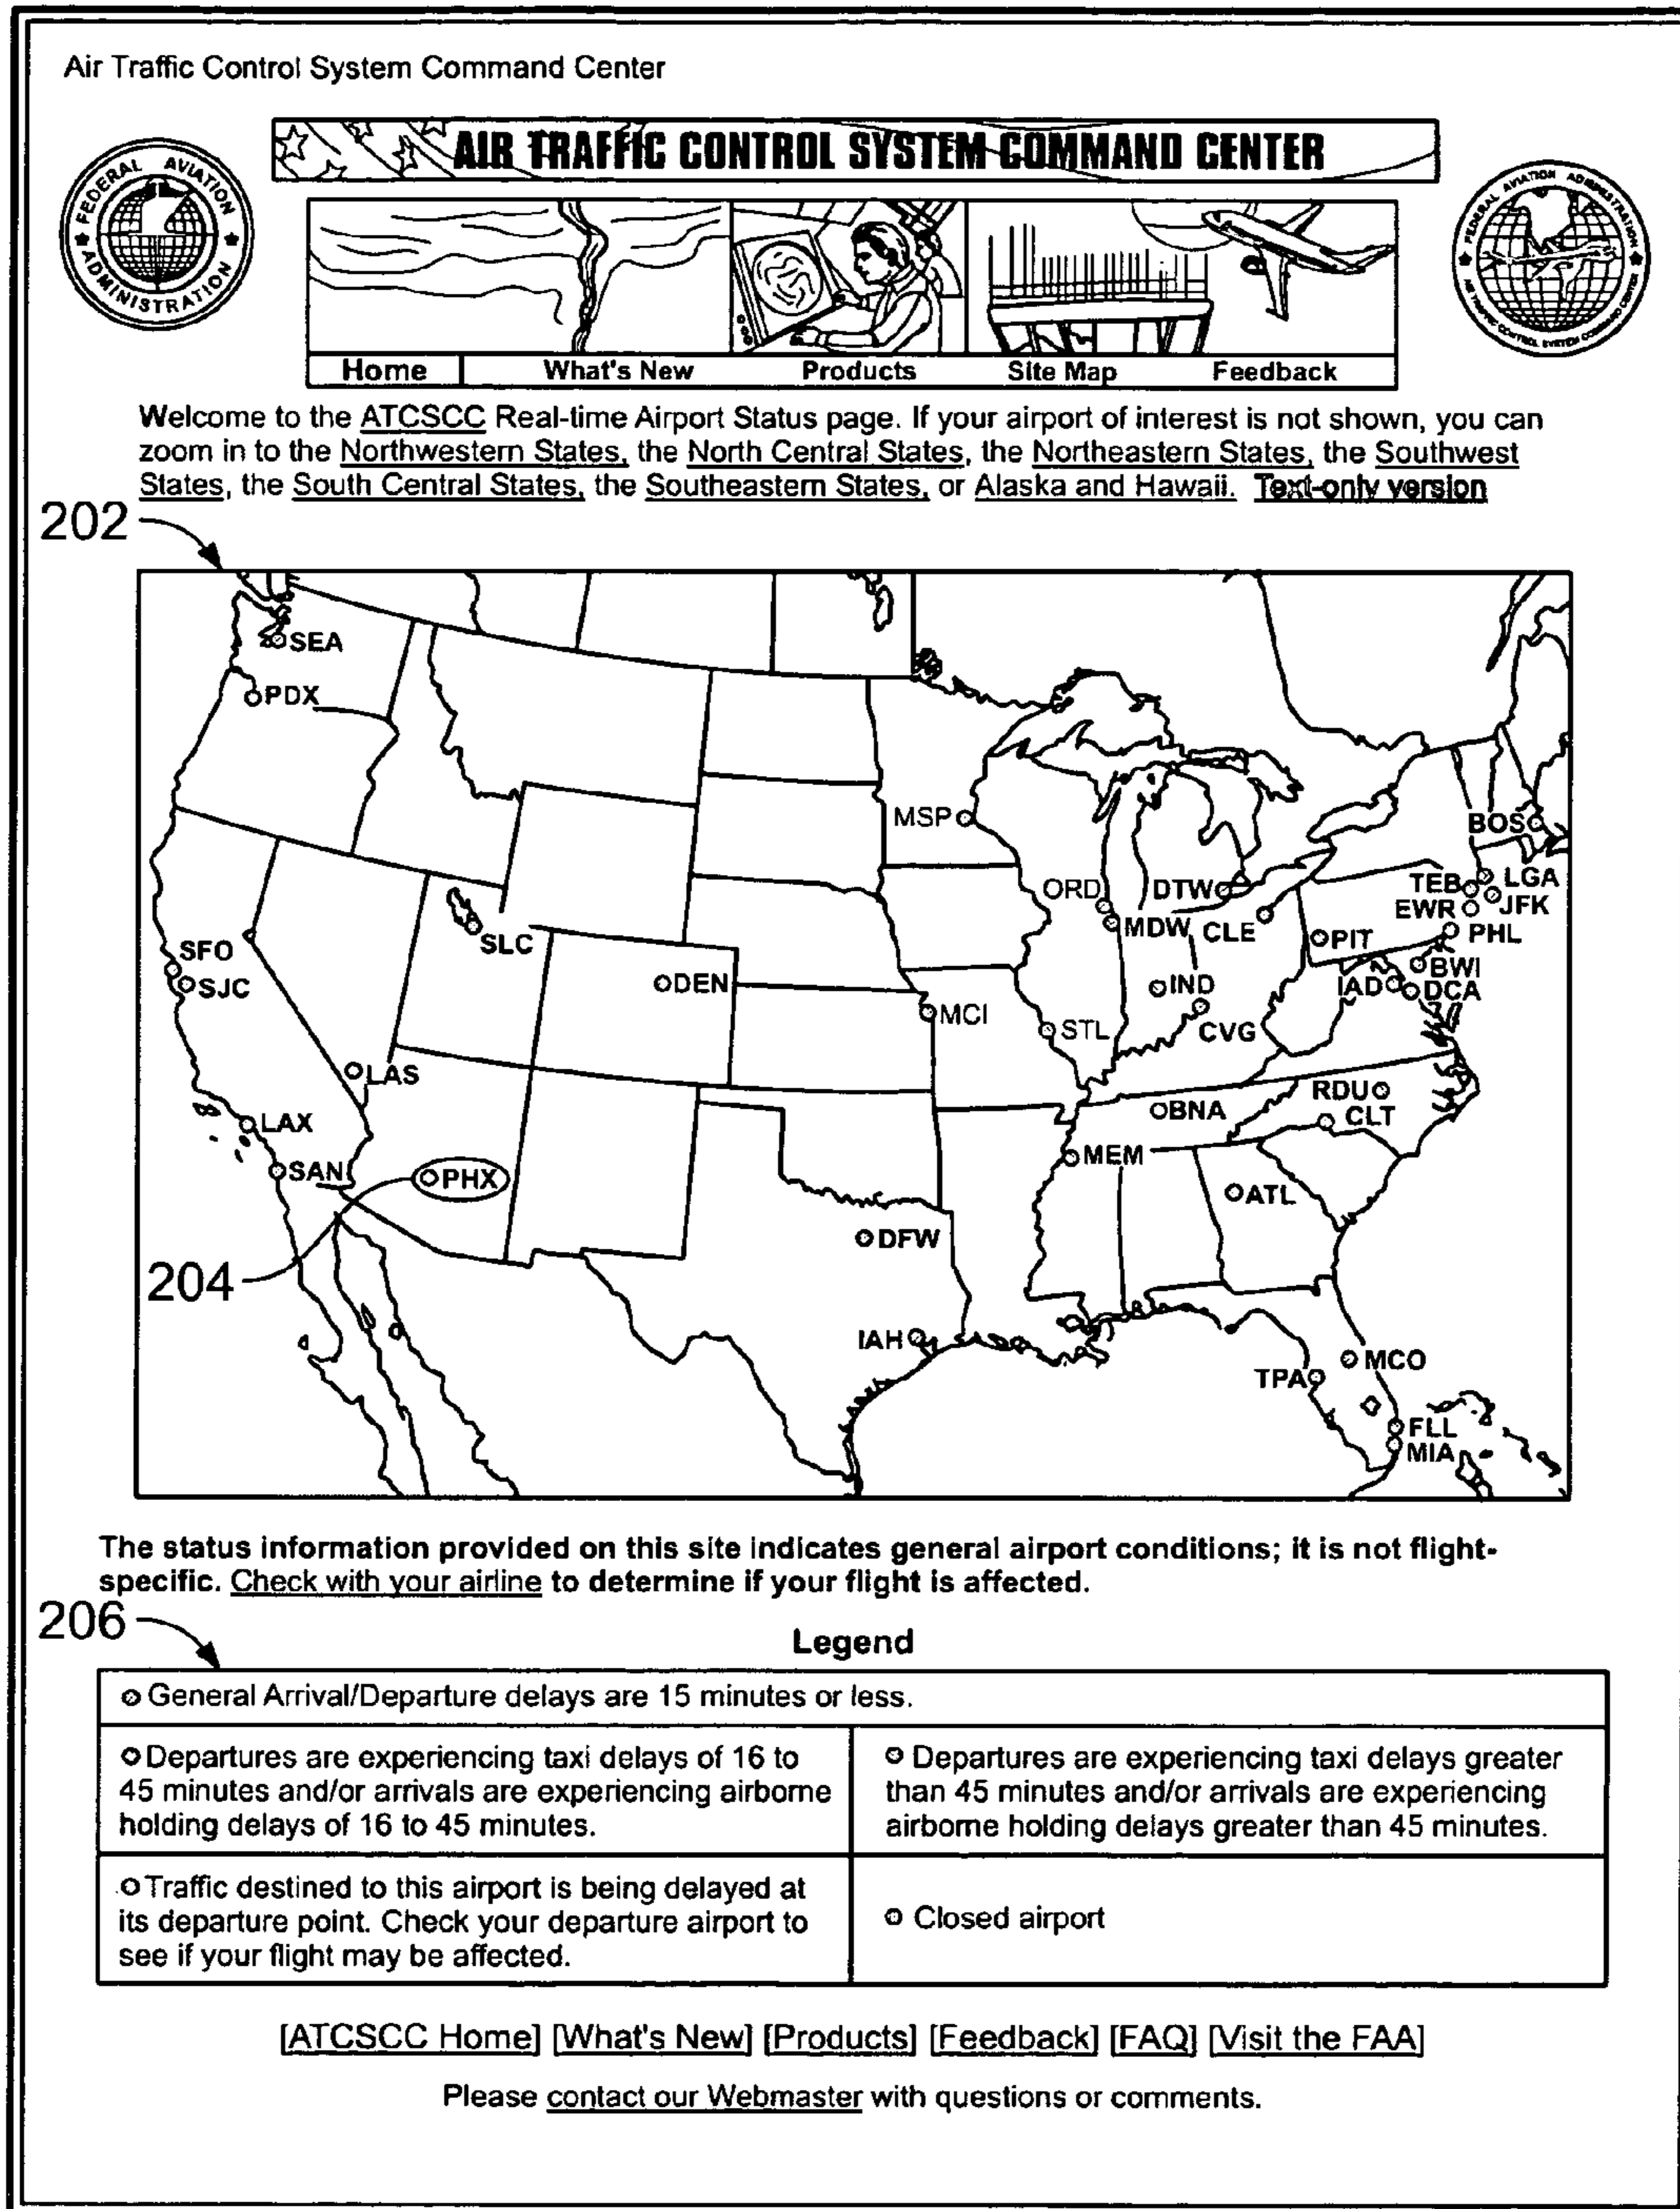 Air Traffic Control System Command Center
FEDERAL AVIATION ADMINISTRATION
AIR TRAFFIC CONTROL SYSTEM COMMAND CENTER
FEDERAL AVIATION ADMINISTRATION
AIR TRAFFIC CONTROL SYSTEM COMMAND CENTER
Home What's New Products Site Map Feedback
Welcome to the ATCSCC Real-time Airport Status page. If your airport of interest is not shown, you can
zoom in to the Northwestern States, the North Central States, the Northeastern States, the Southwest
States, the South Central States, the Southeastern States, or Alaska and Hawaii. Text-only version
202
SEA
PDX
MSP
BOS
ORD DTW TEB LGA
EWR JFK
MDW CLE PIT PHL
SFO SLC
SJC DEN IND IAD BWI
DCA
MCI STL CVG
LAS
RDU
BNA CLT
LAX
MEM
SAN PHX ATL
DFW
204
IAH
MCO
TPA
FLL
MIA
The status information provided on this site indicates general airport conditions; it is not flight-
specific. Check with your airline to determine if your flight is affected.
206
Legend
General Arrival/Departure delays are 15 minutes or less.
Departures are experiencing taxi delays of 16 to
45 minutes and/or arrivals are experiencing airborne
holding delays of 16 to 45 minutes.
Departures are experiencing taxi delays greater
than 45 minutes and/or arrivals are experiencing
airborne holding delays greater than 45 minutes.
Traffic destined to this airport is being delayed at
its departure point. Check your departure airport to
see if your flight may be affected.
Closed airport
[ATCSCC Home] [What's New] [Products] [Feedback] [FAQ] [Visit the FAA]
Please contact our Webmaster with questions or comments.